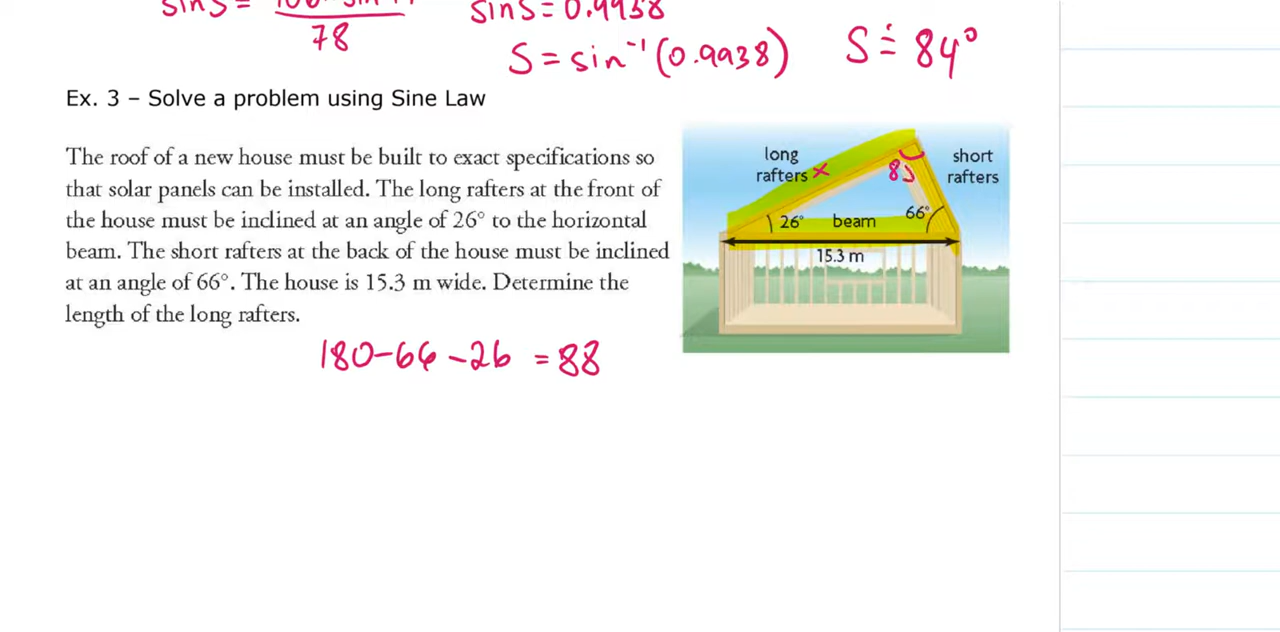 sin S =
78
sin S = 0.9938
S = sin⁻¹ (0.9938)
S ≐ 84°
Ex. 3 – Solve a problem using Sine Law
The roof of a new house must be built to exact specifications so
that solar panels can be installed. The long rafters at the front of
the house must be inclined at an angle of 26° to the horizontal
beam. The short rafters at the back of the house must be inclined
at an angle of 66°. The house is 15.3 m wide. Determine the
length of the long rafters.
long
rafters x
short
rafters
26°
beam
66°
15.3 m
180-66-26 = 88